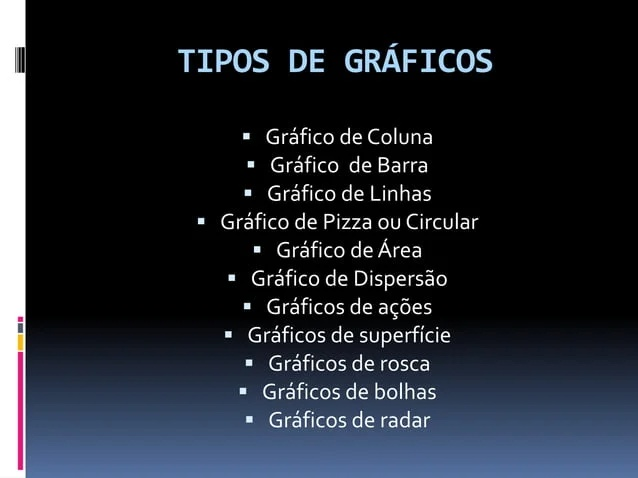 TIPOS DE GRÁFICOS
▪ Gráfico de Coluna
▪ Gráfico  de Barra
▪ Gráfico de Linhas
▪ Gráfico de Pizza ou Circular
▪ Gráfico de Área
▪ Gráfico de Dispersão
▪ Gráficos de ações
▪ Gráficos de superfície
▪ Gráficos de rosca
▪ Gráficos de bolhas
▪ Gráficos de radar